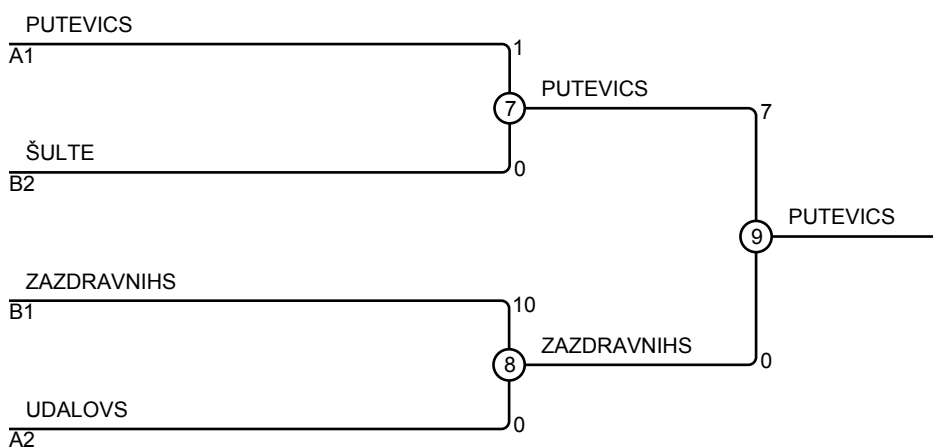 PUTEVICS
A1
1
7
PUTEVICS
7
ŠULTE
B2
0
9
PUTEVICS
ZAZDRAVNIHS
B1
10
8
ZAZDRAVNIHS
0
UDALOVS
A2
0